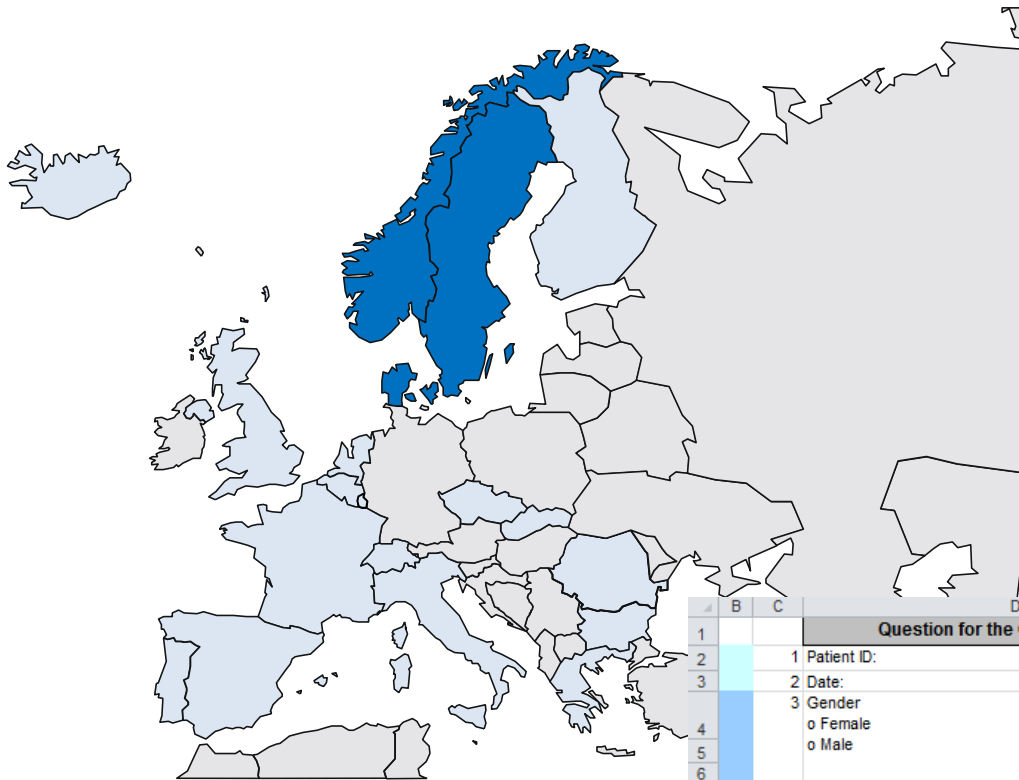 B C D
1 Question for the
2 1 Patient ID:
3 2 Date:
3 Gender
4 o Female
5 o Male
6